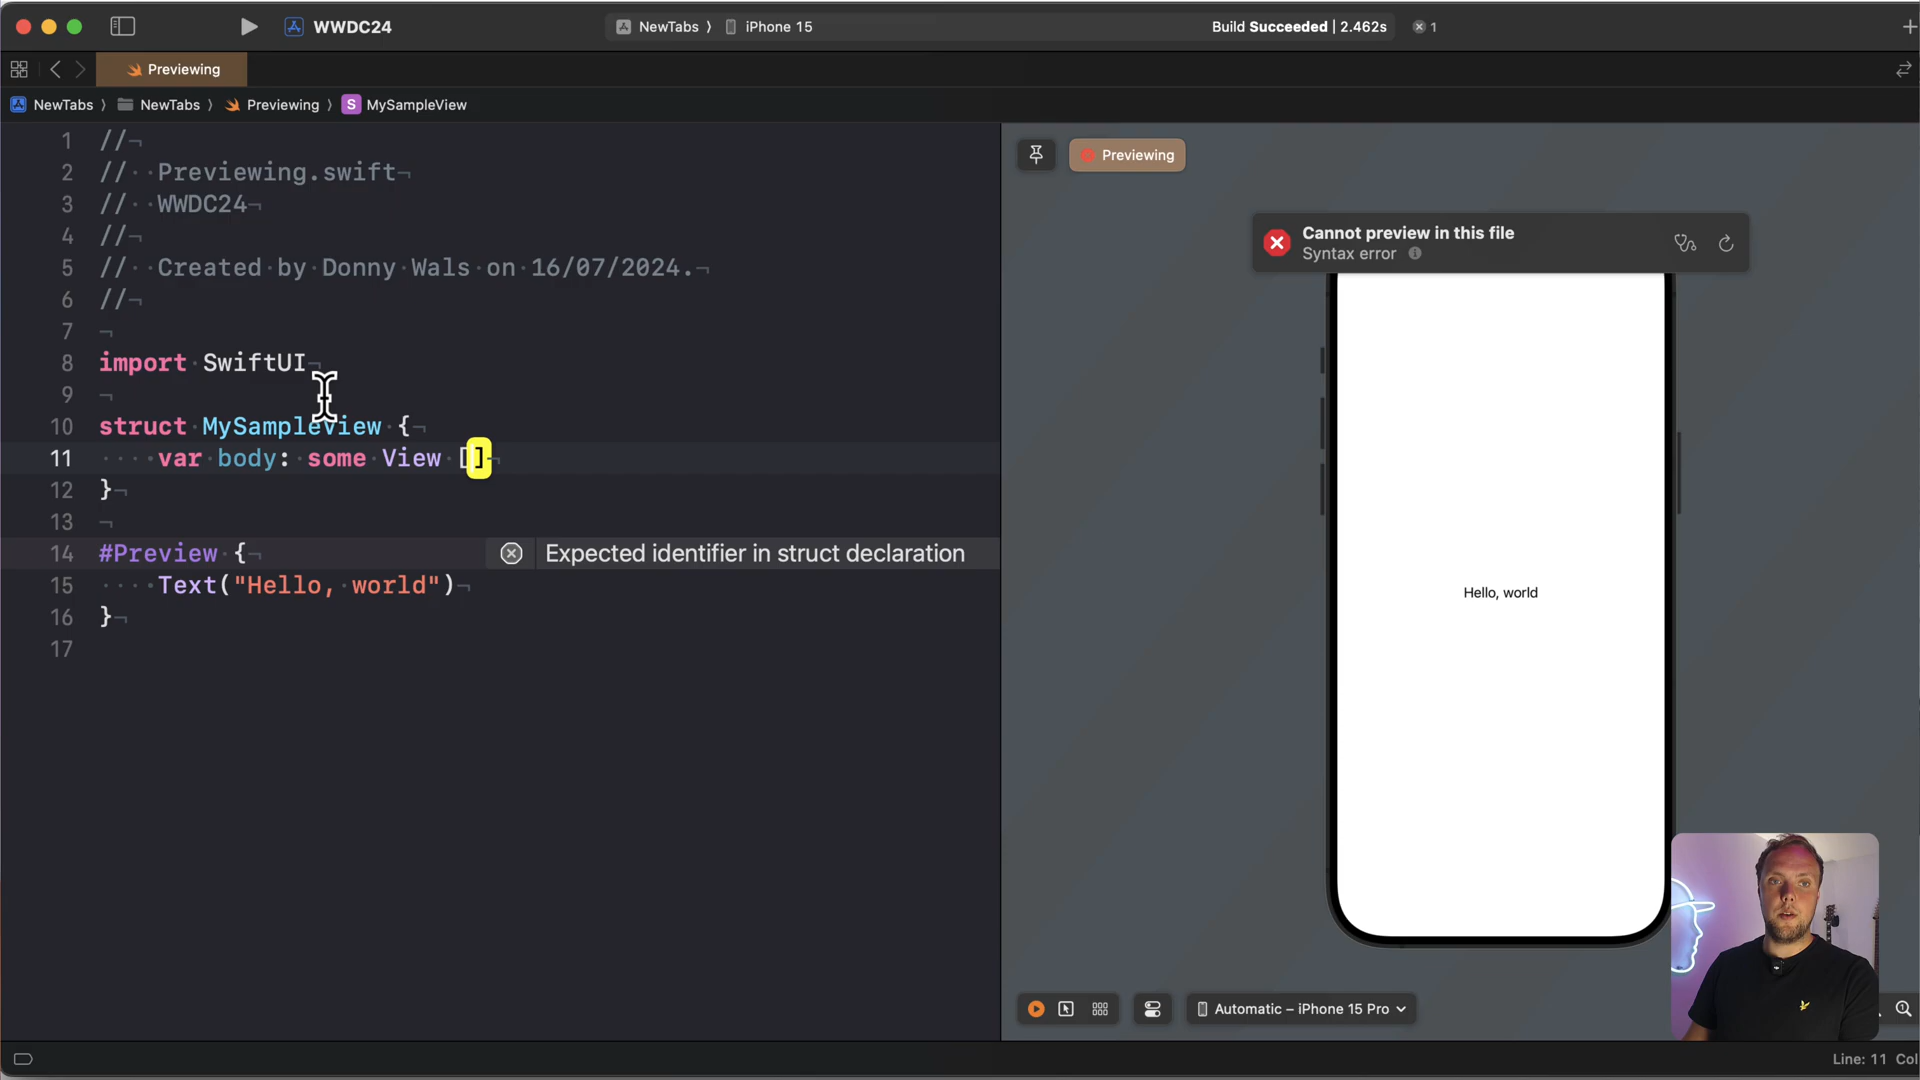 WWDC24
NewTabs 〉 iPhone 15
Build Succeeded | 2.462s
1
Previewing
NewTabs 〉 NewTabs 〉 Previewing 〉 S MySampleView
1 //
2 //  Previewing.swift
3 //  WWDC24
4 //
5 //  Created by Donny Wals on 16/07/2024.
6 //
7
8 import SwiftUI
9
10 struct MySampleView {
11     var body: some View []
12 }
13
14 #Preview {
Expected identifier in struct declaration
15     Text("Hello, world")
16 }
17
Previewing
Cannot preview in this file
Syntax error
Hello, world
Automatic – iPhone 15 Pro
Line: 11 Col